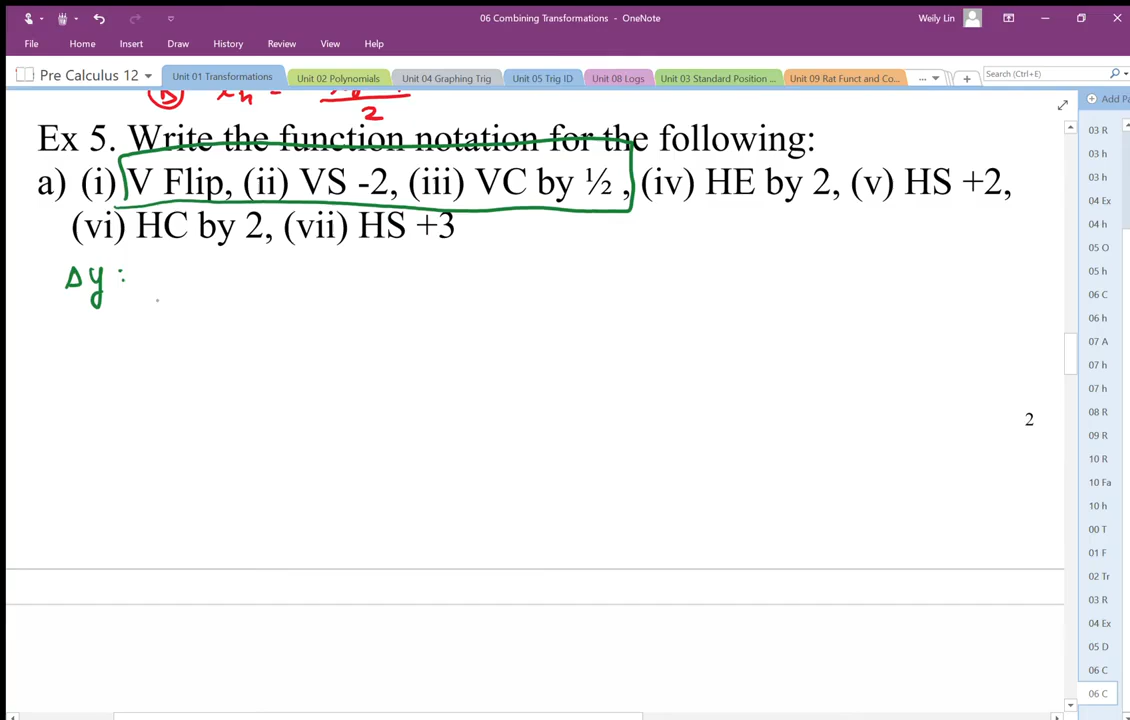 06 Combining Transformations - OneNote
Weily Lin
File Home Insert Draw History Review View Help
Pre Calculus 12
Unit 01 Transformations
Unit 02 Polynomials
Unit 04 Graphing Trig
Unit 05 Trig ID
Unit 08 Logs
Unit 03 Standard Position ...
Unit 09 Rat Funct and Co...
...
Search (Ctrl+E)
Add Pa
2
Ex 5. Write the function notation for the following:
a) (i) V Flip, (ii) VS -2, (iii) VC by ½ , (iv) HE by 2, (v) HS +2,
(vi) HC by 2, (vii) HS +3
Δy :
2
03 R
03 h
03 h
04 Ex
04 h
05 O
05 h
06 C
06 h
07 A
07 h
07 h
08 R
09 R
10 R
10 Fa
10 h
00 T
01 F
02 Tr
03 R
04 Ex
05 D
06 C
06 C